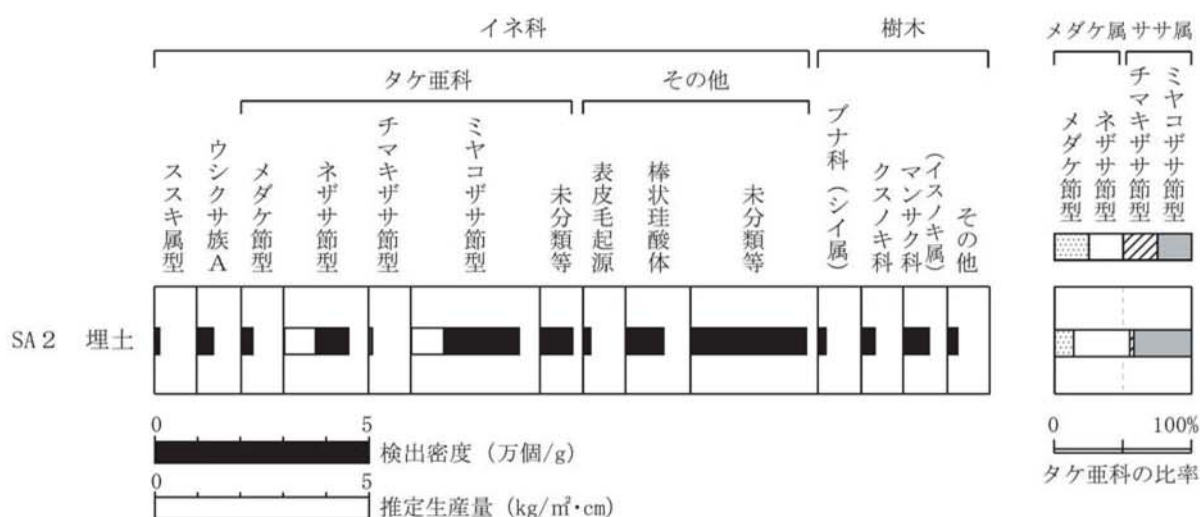 イネ科
樹木
タケ亜科
その他
ススキ属型
ウシクサ族A
メダケ節型
ネザサ節型
チマキザサ節型
ミヤコザサ節型
未分類等
表皮毛起源
棒状珪酸体
未分類等
ブナ科(シイ属)
クスノキ科
マンサク科
(イスノキ属)
その他
メダケ属 ササ属
メダケ節型
ネザサ節型
チマキザサ節型
ミヤコザサ節型
SA2 埋土
0 5
検出密度 (万個/g)
0 5
推定生産量 (kg/㎡・cm)
0 100%
タケ亜科の比率